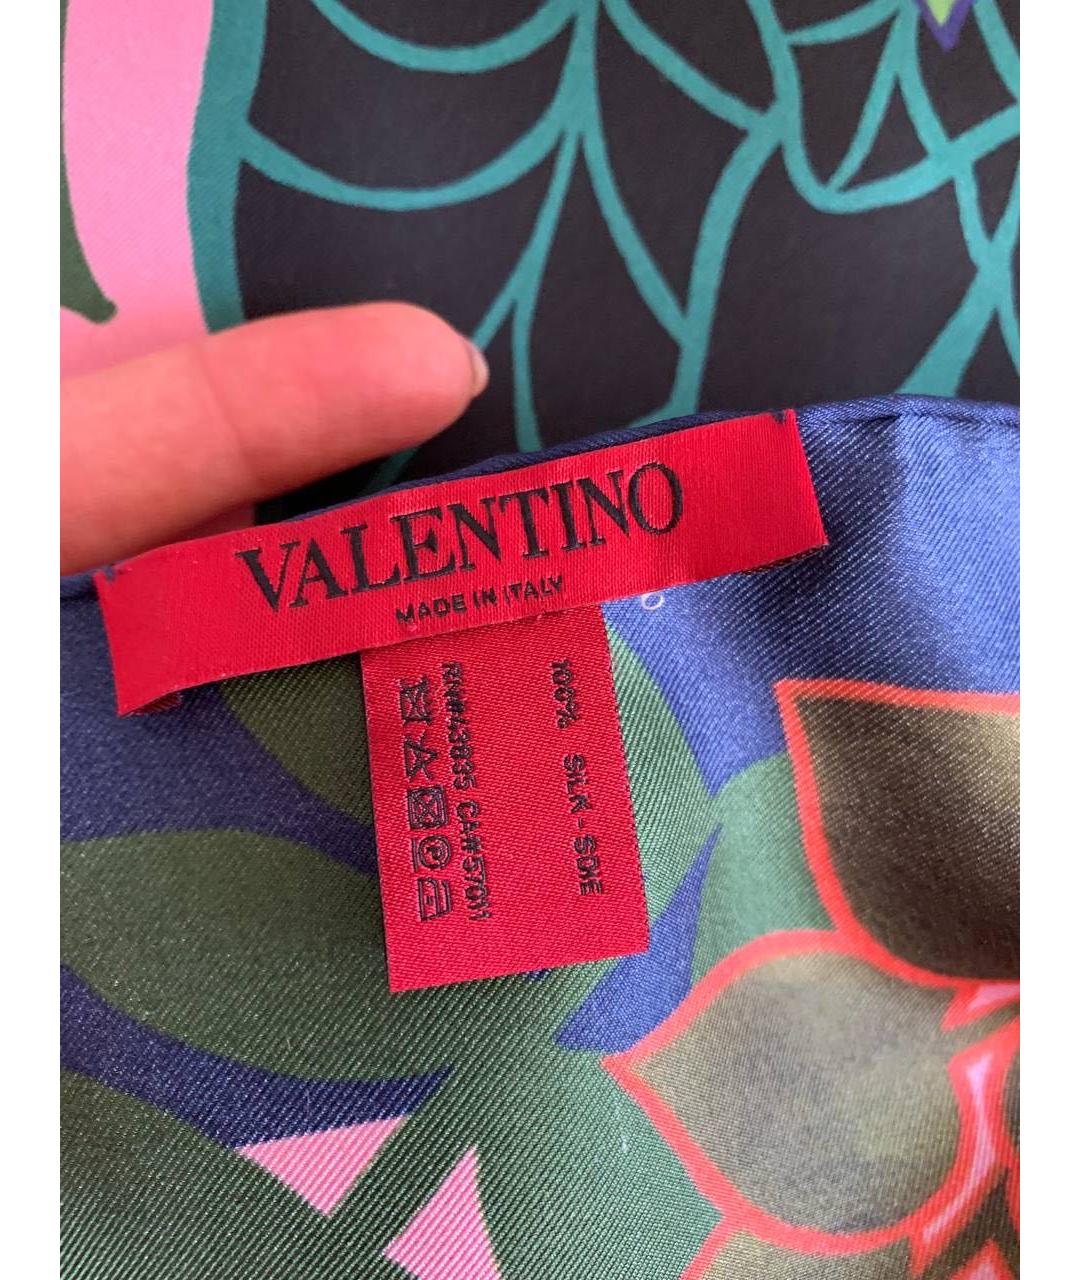 VALENTINO
MADE IN ITALY
100% SILK - SOIE
RN#43835 CA#57011